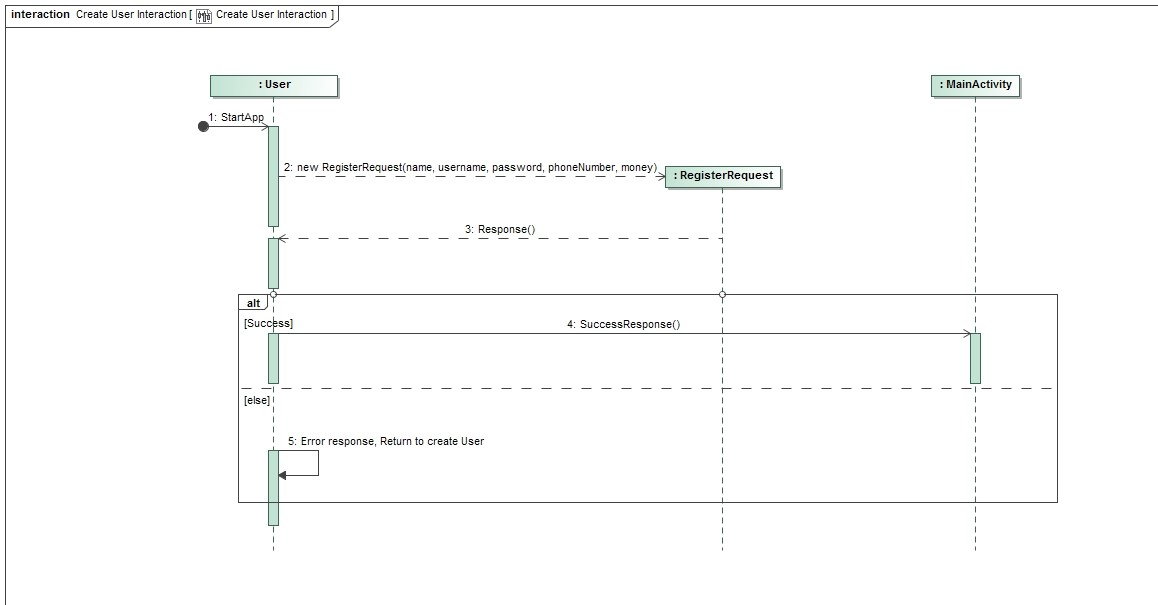 interaction Create User Interaction [ Create User Interaction ]
: User
: MainActivity
1: StartApp
2: new RegisterRequest(name, username, password, phoneNumber, money)
: RegisterRequest
3: Response()
alt
[Success]
4: SuccessResponse()
[else]
5: Error response, Return to create User